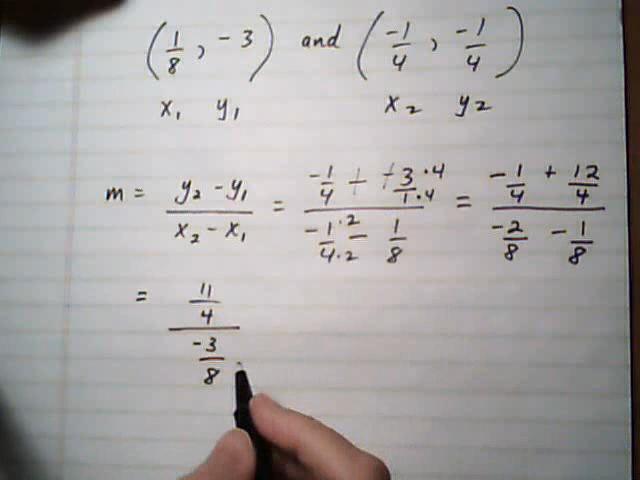 (1/8, -3) and (-1/4, -1/4)
x₁ y₁ x₂ y₂
m = (y₂ - y₁)/(x₂ - x₁) = (-1/4 + +3·4/1·4)/(-1·2/4·2 - 1/8) = (-1/4 + 12/4)/(-2/8 - 1/8)
= (11/4)/(-3/8)